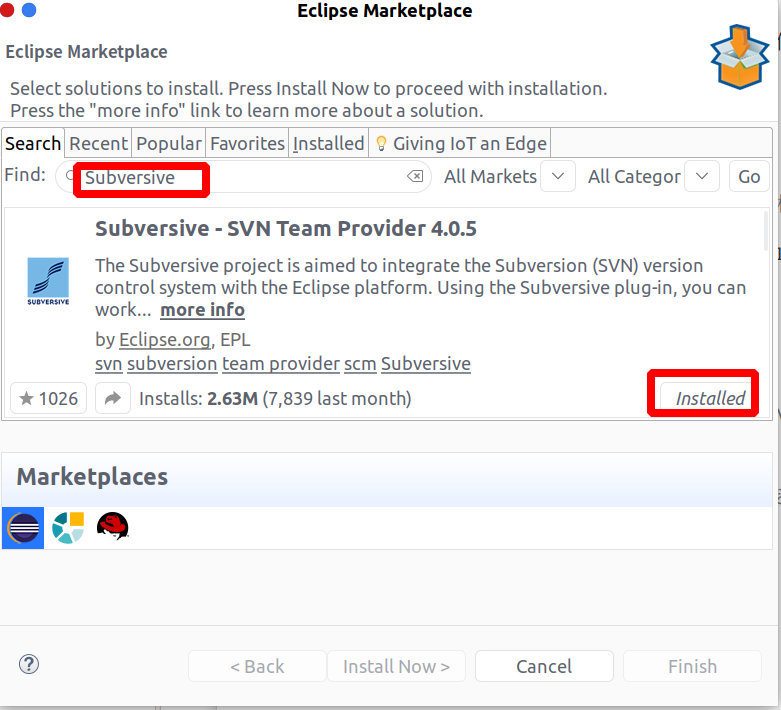 Eclipse Marketplace
Eclipse Marketplace
Select solutions to install. Press Install Now to proceed with installation.
Press the "more info" link to learn more about a solution.
Search Recent Popular Favorites Installed Giving IoT an Edge
Find: Subversive All Markets All Categor Go
Subversive - SVN Team Provider 4.0.5
The Subversive project is aimed to integrate the Subversion (SVN) version
control system with the Eclipse platform. Using the Subversive plug-in, you can
work... more info
SUBVERSIVE
by Eclipse.org, EPL
svn subversion team provider scm Subversive
1026 Installs: 2.63M (7,839 last month) Installed
Marketplaces
? < Back Install Now > Cancel Finish